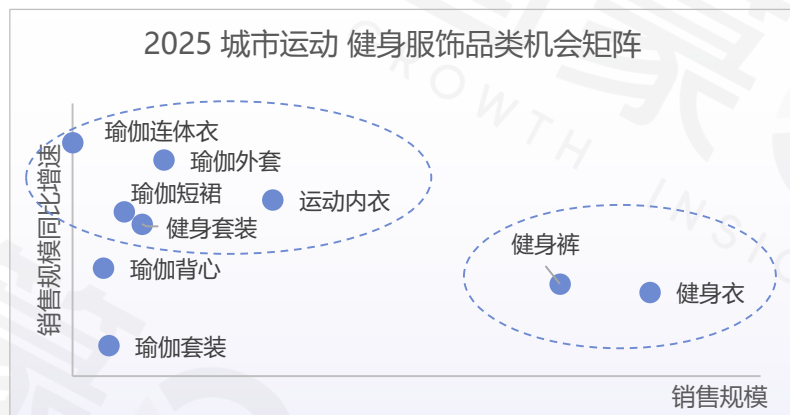 2025 城市运动 健身服饰品类机会矩阵
瑜伽连体衣
瑜伽外套
瑜伽短裙
运动内衣
健身套装
健身裤
瑜伽背心
健身衣
瑜伽套装
销售规模同比增速
销售规模
GROWTH INSIG